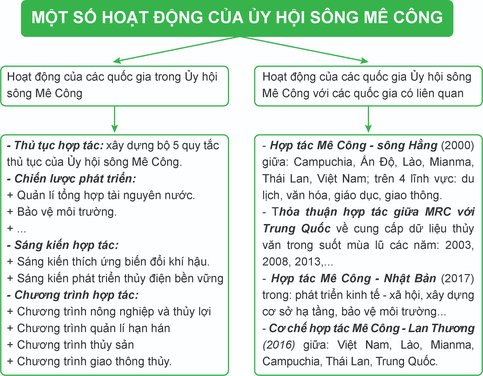 MỘT SỐ HOẠT ĐỘNG CỦA ỦY HỘI SÔNG MÊ CÔNG
Hoạt động của các quốc gia trong Ủy hội
sông Mê Công
- Thủ tục hợp tác: xây dựng bộ 5 quy tắc
thủ tục của Ủy hội sông Mê Công.
- Chiến lược phát triển:
+ Quản lí tổng hợp tài nguyên nước.
+ Bảo vệ môi trường.
+ ...
- Sáng kiến hợp tác:
+ Sáng kiến thích ứng biến đổi khí hậu.
+ Sáng kiến phát triển thủy điện bền vững
- Chương trình hợp tác:
+ Chương trình nông nghiệp và thủy lợi
+ Chương trình quản lí hạn hán
+ Chương trình thủy sản
+ Chương trình giao thông thủy.
Hoạt động của các quốc gia Ủy hội sông
Mê Công với các quốc gia có liên quan
- Hợp tác Mê Công - sông Hằng (2000)
giữa: Campuchia, Ấn Độ, Lào, Mianma,
Thái Lan, Việt Nam; trên 4 lĩnh vực: du
lịch, văn hóa, giáo dục, giao thông.
- Thỏa thuận hợp tác giữa MRC với
Trung Quốc về cung cấp dữ liệu thủy
văn trong suốt mùa lũ các năm: 2003,
2008, 2013,...
- Hợp tác Mê Công - Nhật Bản (2017)
trong: phát triển kinh tế - xã hội, xây dựng
cơ sở hạ tầng, bảo vệ môi trường...
- Cơ chế hợp tác Mê Công - Lan Thương
(2016) giữa: Việt Nam, Lào, Mianma,
Campuchia, Thái Lan, Trung Quốc.